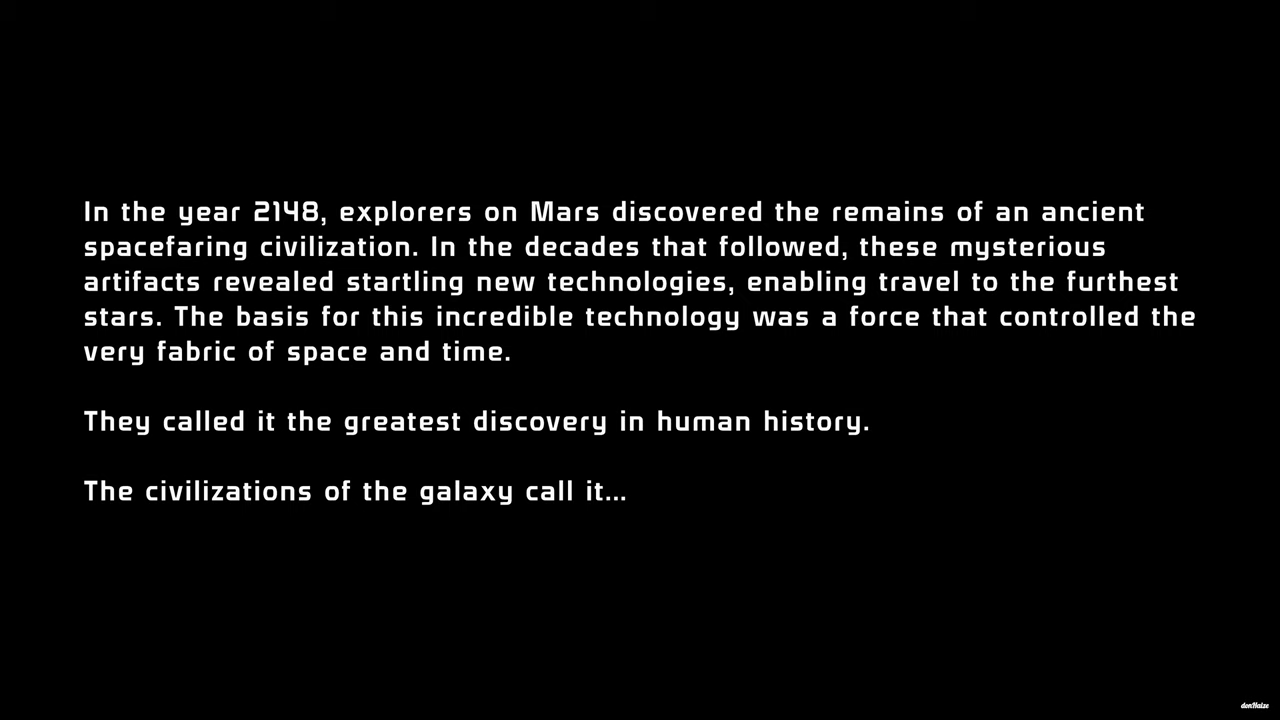 In the year 2148, explorers on Mars discovered the remains of an ancient
spacefaring civilization. In the decades that followed, these mysterious
artifacts revealed startling new technologies, enabling travel to the furthest
stars. The basis for this incredible technology was a force that controlled the
very fabric of space and time.
They called it the greatest discovery in human history.
The civilizations of the galaxy call it...
donHaize